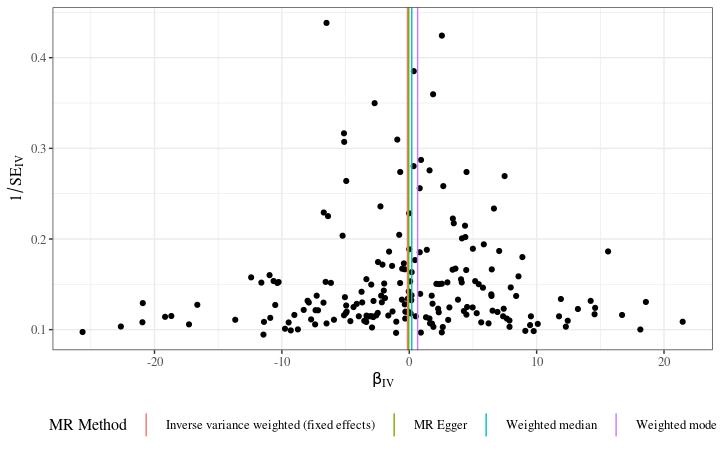 0.4
0.3
0.2
0.1
1/SE_IV
-20
-10
0
10
20
β_IV
MR Method
Inverse variance weighted (fixed effects)
MR Egger
Weighted median
Weighted mode